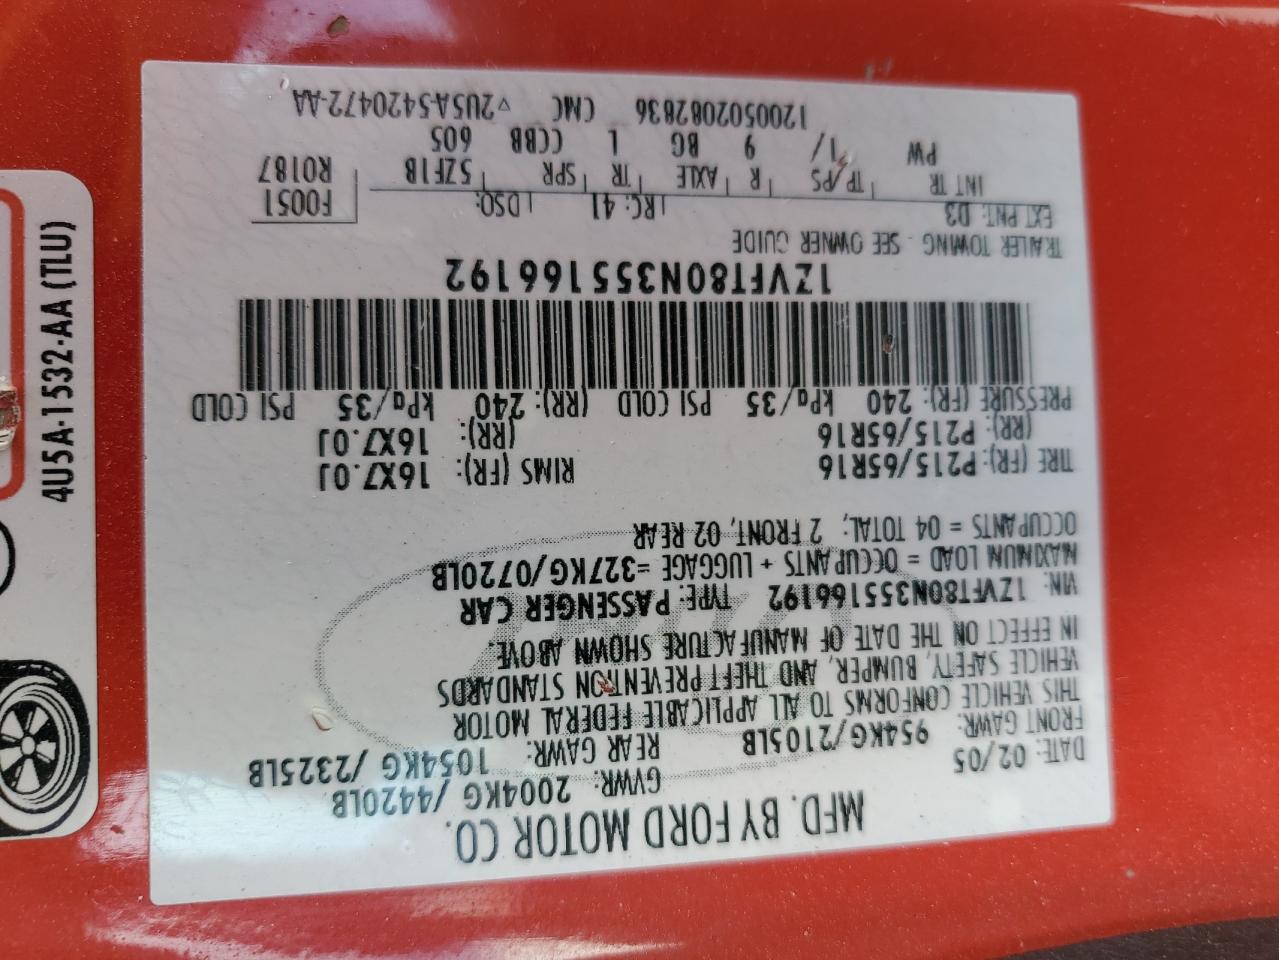 MFD. BY FORD MOTOR CO.
DATE: 02/05 GVWR: 2004KG /4420LB
FRONT GAWR: 954KG/2105LB REAR GAWR: 1054KG /2325LB
THIS VEHICLE CONFORMS TO ALL APPLICABLE FEDERAL MOTOR
VEHICLE SAFETY, BUMPER, AND THEFT PREVENTION STANDARDS
IN EFFECT ON THE DATE OF MANUFACTURE SHOWN ABOVE.
VIN: 1ZVFT80N355166192 TYPE: PASSENGER CAR
MAXIMUM LOAD = OCCUPANTS + LUGGAGE =327KG/0720LB
OCCUPANTS = 04 TOTAL, 2 FRONT, 02 REAR
TIRE (FR): P215/65R16 RIMS (FR): 16X7.0J
(RR): P215/65R16 (RR): 16X7.0J
PRESSURE (FR): 240 kPa/35 PSI COLD (RR): 240 kPa/35 PSI COLD
1ZVFT80N355166192
TRAILER TOWING - SEE OWNER GUIDE
EXT PNT: D3 RC: 41 DSO: F0051
INT TR TP/PS R AXLE TR SPR 5ZF1B R0187
PW 1/ 9 BG L CCBB 605
1200502082836 CMC ▽2U5A-5420472-AA
4U5A-1532-AA (TLU)